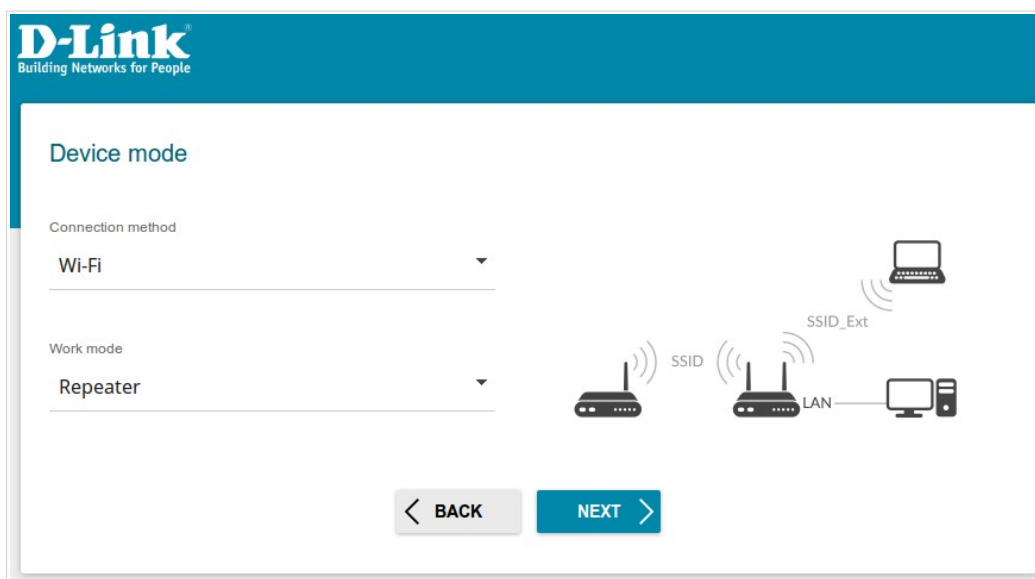 D-Link®
Building Networks for People
Device mode
Connection method
Wi-Fi
Work mode
Repeater
SSID
SSID_Ext
LAN
BACK
NEXT